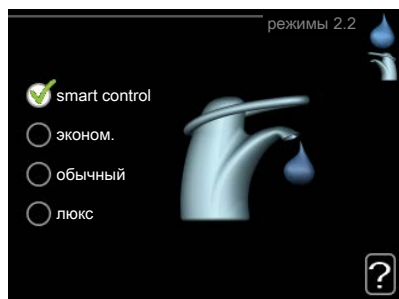 режимы 2.2
smart control
эконом.
обычный
люкс
?